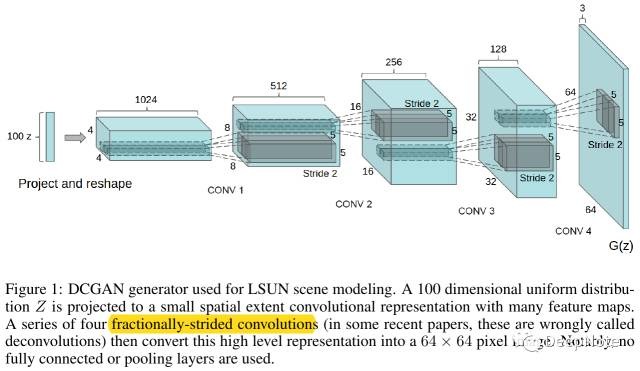 3
128
256
512
1024
64
16
Stride 2
5
5
32
5
5
Stride 2
100 z
4
8
5
5
4
8
Stride 2
16
Stride 2
32
64
Project and reshape
CONV 1
CONV 2
CONV 3
CONV 4
G(z)
Figure 1: DCGAN generator used for LSUN scene modeling. A 100 dimensional uniform distribu-
tion Z is projected to a small spatial extent convolutional representation with many feature maps.
A series of four fractionally-strided convolutions (in some recent papers, these are wrongly called
deconvolutions) then convert this high level representation into a 64 × 64 pixel image. Notably, no
fully connected or pooling layers are used.